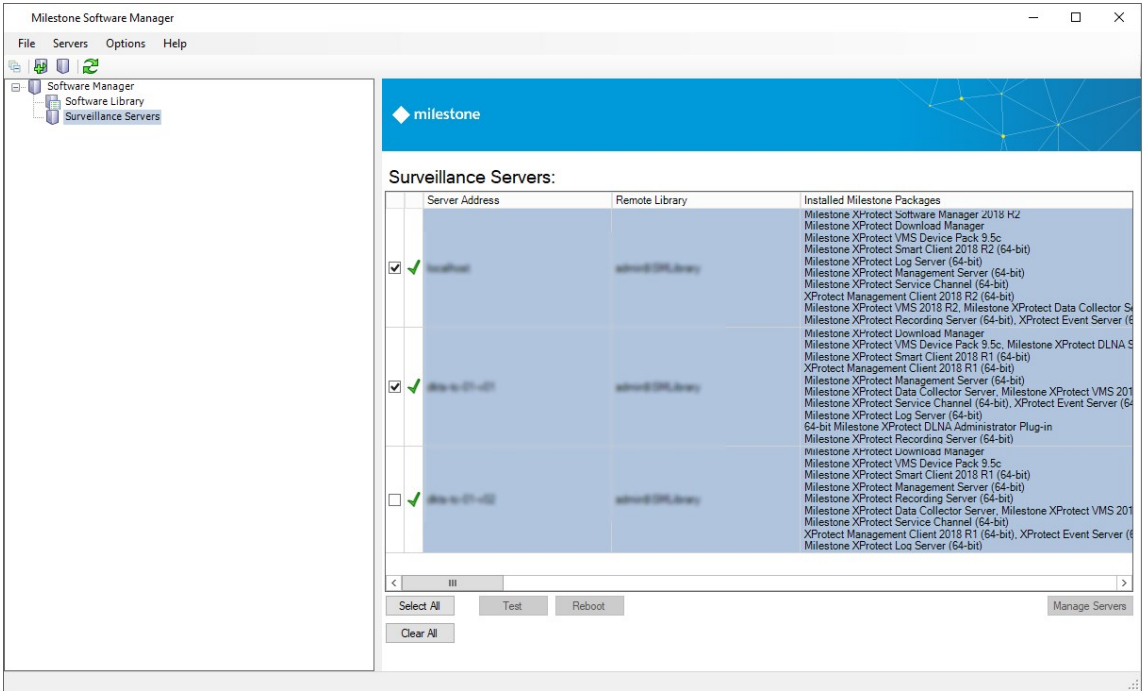 Milestone Software Manager
File Servers Options Help
Software Manager
Software Library
Surveillance Servers
milestone
Surveillance Servers:
Server Address Remote Library Installed Milestone Packages
Milestone XProtect Software Manager 2018 R2
Milestone XProtect Download Manager
Milestone XProtect VMS Device Pack 9.5c
Milestone XProtect Smart Client 2018 R2 (64-bit)
Milestone XProtect Log Server (64-bit)
Milestone XProtect Management Server (64-bit)
Milestone XProtect Service Channel (64-bit)
XProtect Management Client 2018 R2 (64-bit)
Milestone XProtect VMS 2018 R2, Milestone XProtect Data Collector Se
Milestone XProtect Recording Server (64-bit), XProtect Event Server (6
Milestone XProtect Download Manager
Milestone XProtect VMS Device Pack 9.5c, Milestone XProtect DLNA S
Milestone XProtect Smart Client 2018 R1 (64-bit)
XProtect Management Client 2018 R1 (64-bit)
Milestone XProtect Management Server (64-bit)
Milestone XProtect Data Collector Server, Milestone XProtect VMS 201
Milestone XProtect Service Channel (64-bit), XProtect Event Server (64
Milestone XProtect Log Server (64-bit)
64-bit Milestone XProtect DLNA Administrator Plug-in
Milestone XProtect Recording Server (64-bit)
Milestone XProtect Download Manager
Milestone XProtect VMS Device Pack 9.5c
Milestone XProtect Smart Client 2018 R1 (64-bit)
Milestone XProtect Management Server (64-bit)
Milestone XProtect Recording Server (64-bit)
Milestone XProtect Data Collector Server, Milestone XProtect VMS 201
Milestone XProtect Service Channel (64-bit)
XProtect Management Client 2018 R1 (64-bit), XProtect Event Server (6
Milestone XProtect Log Server (64-bit)
Select All Test Reboot Manage Servers
Clear All